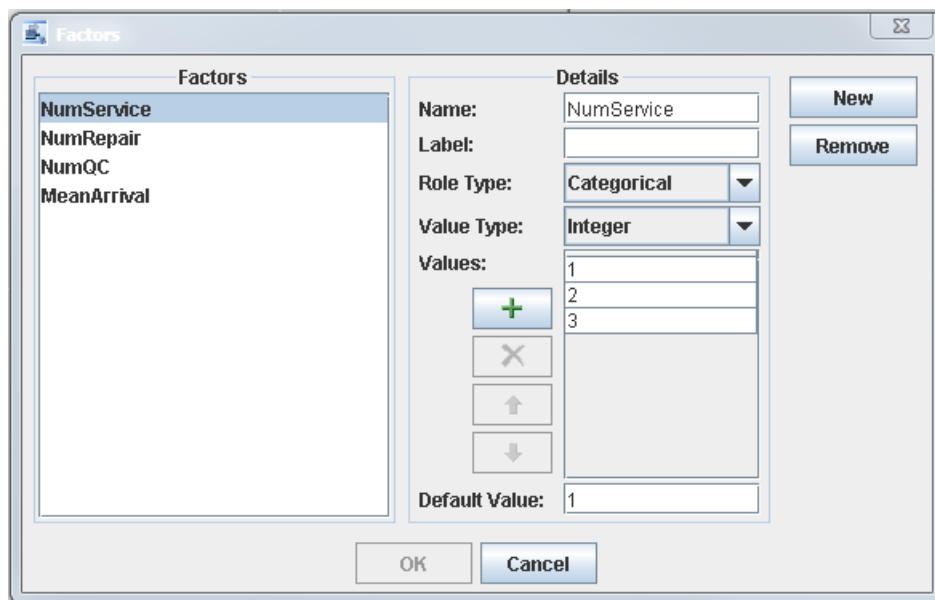 Factors
Factors
NumService
NumRepair
NumQC
MeanArrival
Details
Name: NumService
Label:
Role Type: Categorical
Value Type: Integer
Values:
1
2
3
Default Value: 1
New
Remove
OK
Cancel